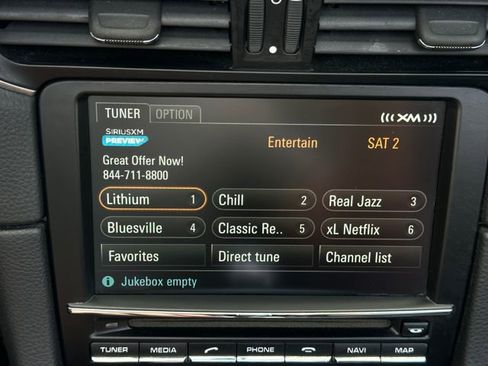 TUNER OPTION
(((XM)))
SIRIUSXM
PREVIEW
Entertain SAT 2
Great Offer Now!
844-711-8800
Lithium 1 Chill 2 Real Jazz 3
Bluesville 4 Classic Re.. 5 xL Netflix 6
Favorites Direct tune Channel list
i Jukebox empty
TUNER MEDIA PHONE NAVI MAP